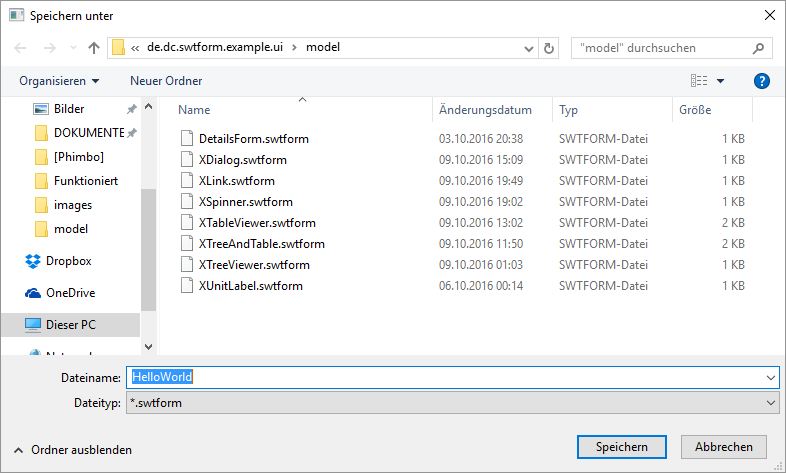 Speichern unter
« de.dc.swtform.example.ui › model
"model" durchsuchen
Organisieren Neuer Ordner
Bilder
DOKUMENTE
[Phimbo]
Funktioniert
images
model
Dropbox
OneDrive
Dieser PC
Name Änderungsdatum Typ Größe
DetailsForm.swtform 03.10.2016 20:38 SWTFORM-Datei 1 KB
XDialog.swtform 09.10.2016 15:09 SWTFORM-Datei 1 KB
XLink.swtform 09.10.2016 19:49 SWTFORM-Datei 1 KB
XSpinner.swtform 09.10.2016 19:02 SWTFORM-Datei 1 KB
XTableViewer.swtform 09.10.2016 13:02 SWTFORM-Datei 2 KB
XTreeAndTable.swtform 09.10.2016 11:50 SWTFORM-Datei 2 KB
XTreeViewer.swtform 09.10.2016 01:03 SWTFORM-Datei 1 KB
XUnitLabel.swtform 06.10.2016 00:14 SWTFORM-Datei 1 KB
Dateiname: HelloWorld
Dateityp: *.swtform
Ordner ausblenden
Speichern Abbrechen